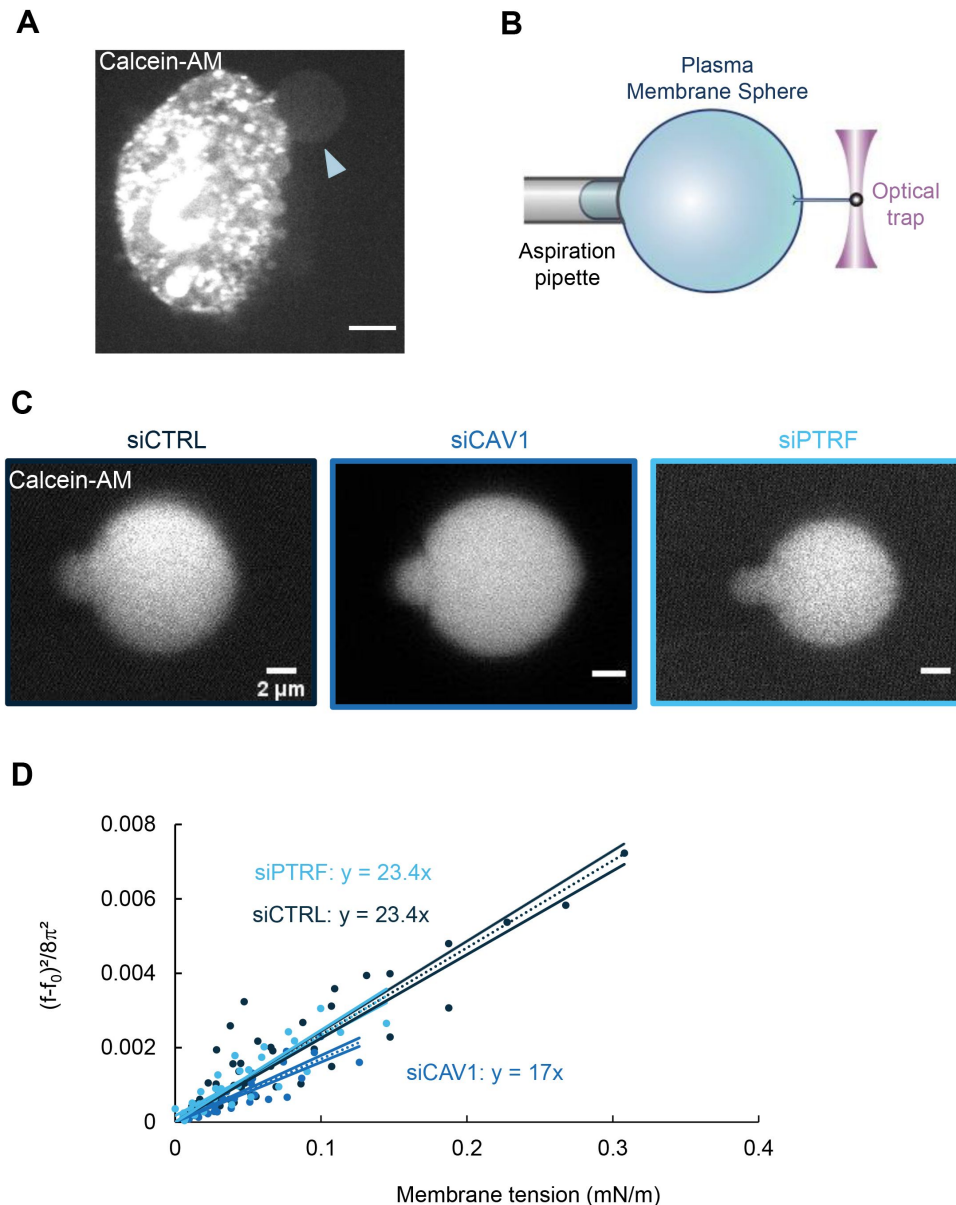 A
Calcein-AM
B
Plasma
Membrane Sphere
Optical
trap
Aspiration
pipette
C
siCTRL
siCAV1
siPTRF
Calcein-AM
2 µm
D
0.008
0.006
0.004
0.002
0
(f-f₀)²/8π²
siPTRF: y = 23.4x
siCTRL: y = 23.4x
siCAV1: y = 17x
0
0.1
0.2
0.3
0.4
Membrane tension (mN/m)